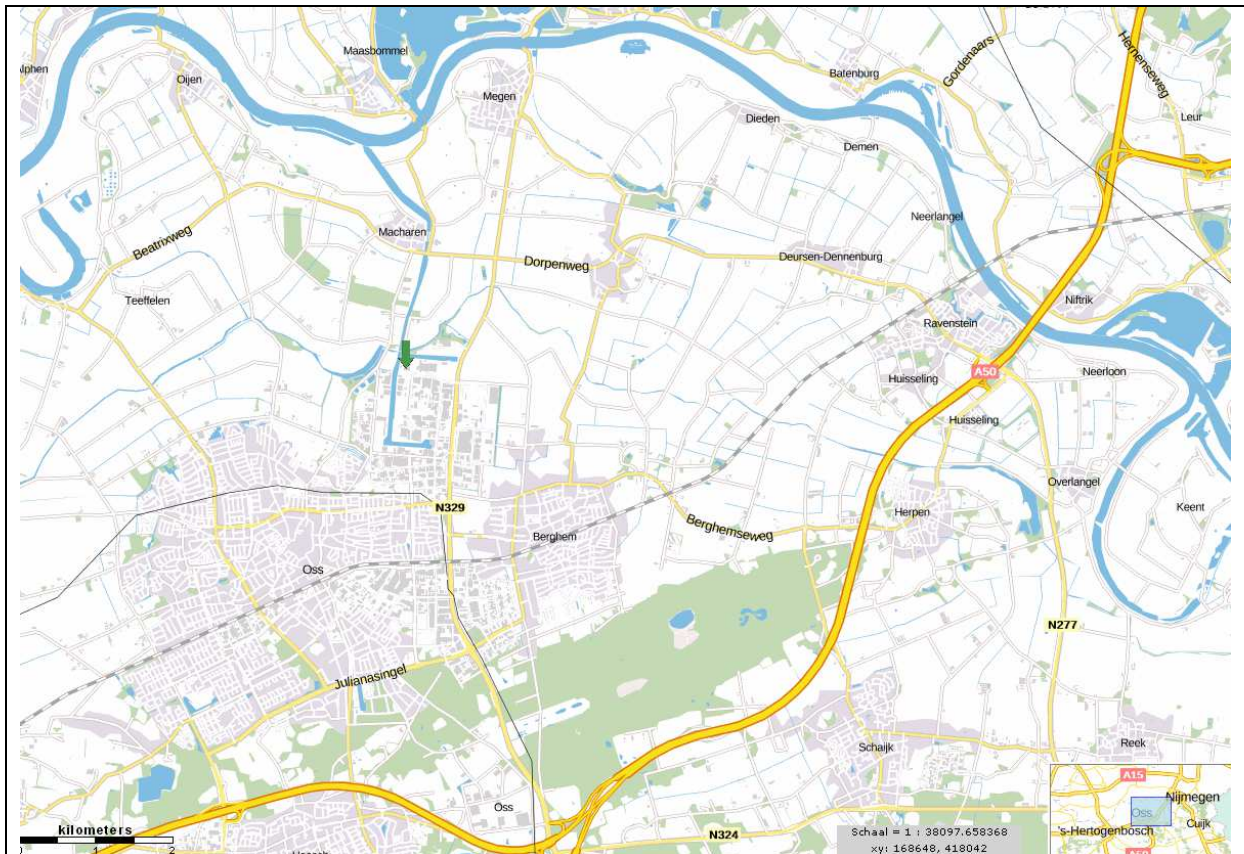 Maasbommel
Alphen
Oijen
Megen
Batenburg
Gordenaars
Hernenseweg
Leur
Dieden
Demen
Neerlangel
Beatrixweg
Macharen
Dorpenweg
Deursen-Dennenburg
Teeffelen
Niftrik
Ravenstein
A50
Huisseling
Neerloon
Huisseling
Overlangel
Keent
N329
Herpen
Berghemseweg
Berghem
Oss
N277
Julianasingel
Schaijk
Reek
Oss
N324
kilometers
0 1 2
Schaal = 1 : 38097.658368
xy: 168648, 418042
A15
Nijmegen
Oss
Cuijk
's-Hertogenbosch